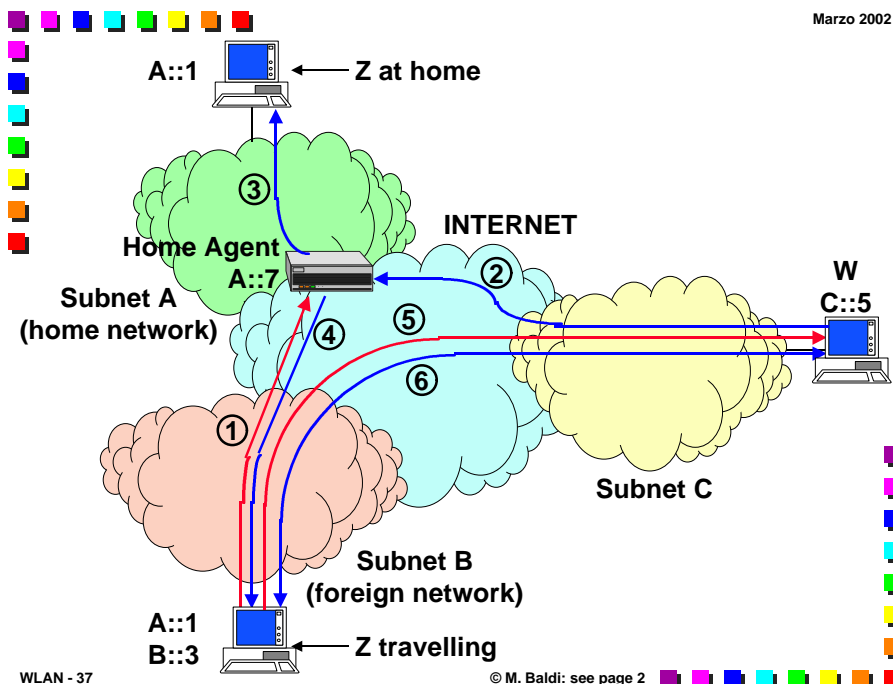 Marzo 2002
A::1
Z at home
③
INTERNET
Home Agent
A::7
②
W
C::5
Subnet A
(home network)
④
⑤
⑥
①
Subnet C
Subnet B
(foreign network)
A::1
B::3
Z travelling
WLAN - 37
© M. Baldi: see page 2